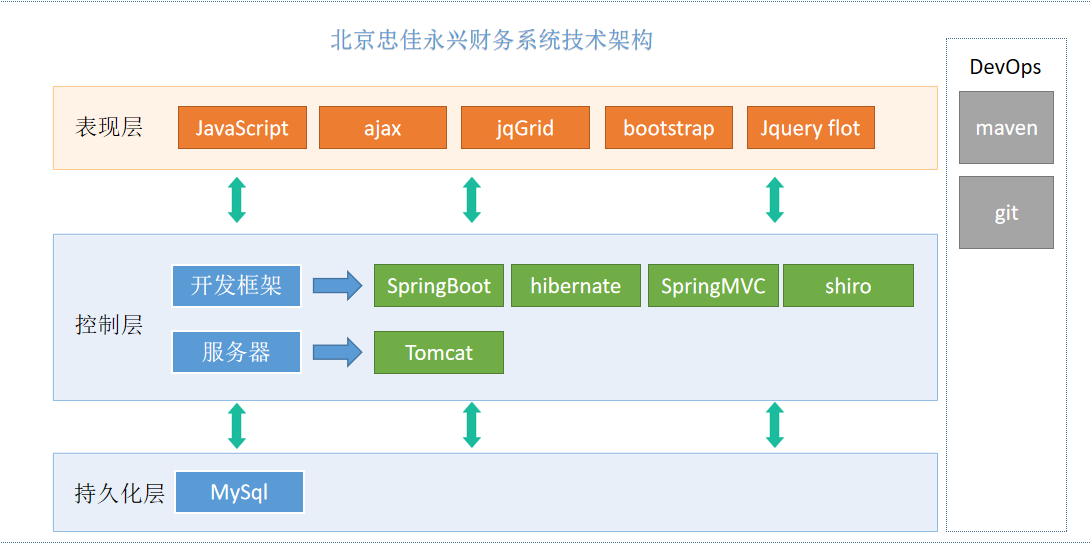 北京忠佳永兴财务系统技术架构
DevOps
maven
git
表现层
JavaScript
ajax
jqGrid
bootstrap
Jquery flot
控制层
开发框架
SpringBoot
hibernate
SpringMVC
shiro
服务器
Tomcat
持久化层
MySql